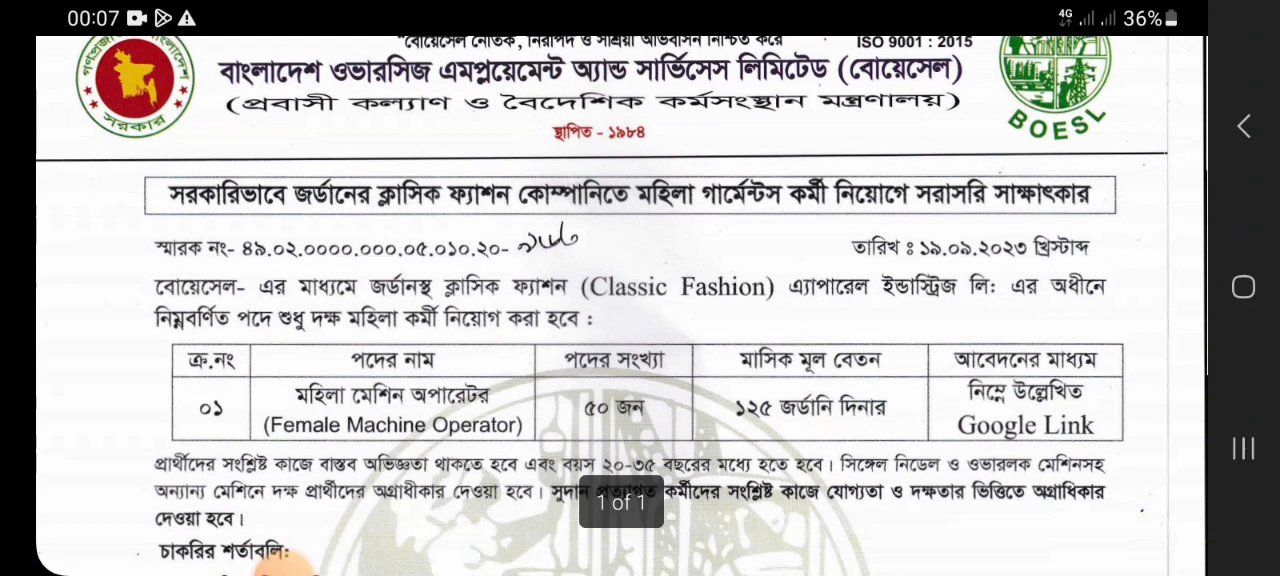 00:07
4G
36%
"বোয়েসেল নৈতিক, নিরাপদ ও সাশ্রয়ী অভিবাসন নিশ্চিত করে
ISO 9001 : 2015
বাংলাদেশ ওভারসিজ এমপ্লয়মেন্ট অ্যান্ড সার্ভিসেস লিমিটেড (বোয়েসেল)
(প্রবাসী কল্যাণ ও বৈদেশিক কর্মসংস্থান মন্ত্রণালয়)
স্থাপিত - ১৯৮৪
সরকার
BOESL
সরকারিভাবে জর্ডানের ক্লাসিক ফ্যাশন কোম্পানিতে মহিলা গার্মেন্টস কর্মী নিয়োগে সরাসরি সাক্ষাৎকার
স্মারক নং- ৪৯.০২.০০০০.০০০.০৫.০১০.২০-
তারিখ ঃ ১৯.০৯.২০২৩ খ্রিস্টাব্দ
বোয়েসেল- এর মাধ্যমে জর্ডানস্থ ক্লাসিক ফ্যাশন (Classic Fashion) এ্যাপারেল ইন্ডাস্ট্রিজ লি: এর অধীনে
নিম্নবর্ণিত পদে শুধু দক্ষ মহিলা কর্মী নিয়োগ করা হবে :
ক্র.নং পদের নাম পদের সংখ্যা মাসিক মূল বেতন আবেদনের মাধ্যম
০১ মহিলা মেশিন অপারেটর (Female Machine Operator) ৫০ জন ১২৫ জর্ডানি দিনার নিম্নে উল্লেখিত Google Link
প্রার্থীদের সংশ্লিষ্ট কাজে বাস্তব অভিজ্ঞতা থাকতে হবে এবং বয়স ২০-৩৫ বছরের মধ্যে হতে হবে। সিঙ্গেল নিডেল ও ওভারলক মেশিনসহ
অন্যান্য মেশিনে দক্ষ প্রার্থীদের অগ্রাধীকার দেওয়া হবে। সুদান প্রত্যাগত কর্মীদের সংশ্লিষ্ট কাজে যোগ্যতা ও দক্ষতার ভিত্তিতে অগ্রাধিকার
দেওয়া হবে।
1 of 1
চাকরির শর্তাবলি: